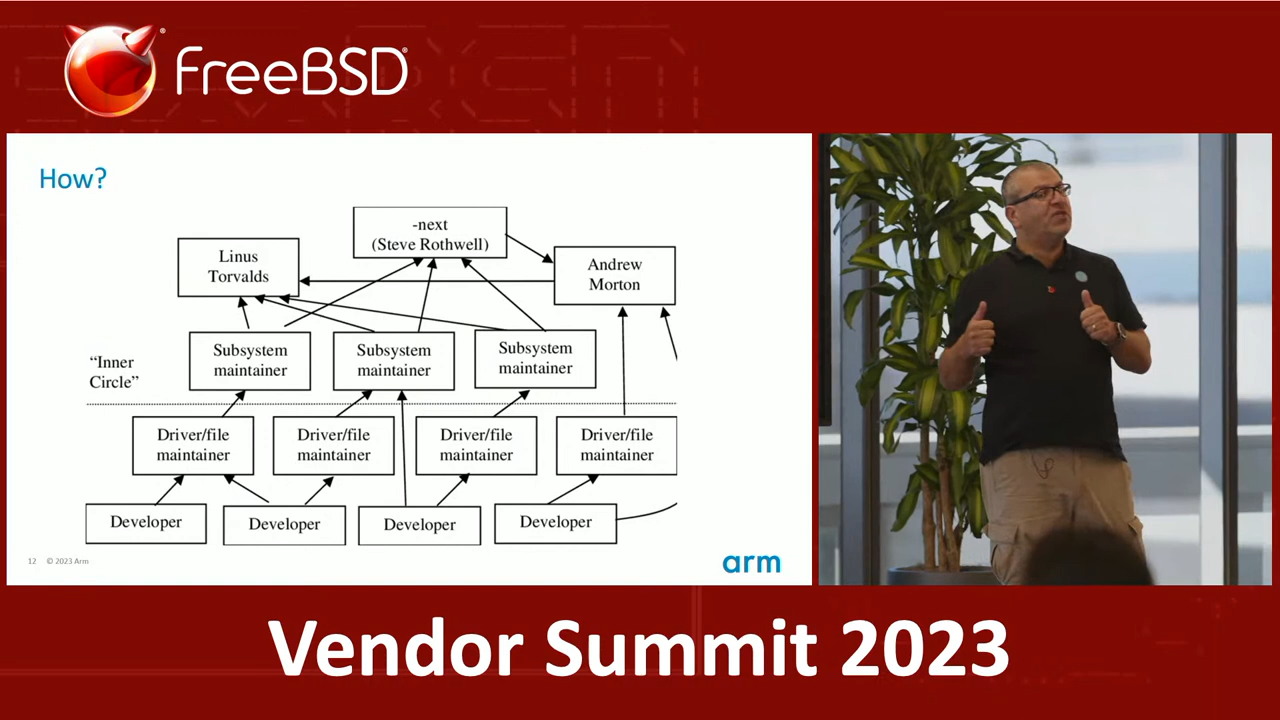 FreeBSD®
How?
-next
(Steve Rothwell)
Linus
Torvalds
Andrew
Morton
"Inner
Circle"
Subsystem
maintainer
Subsystem
maintainer
Subsystem
maintainer
Driver/file
maintainer
Driver/file
maintainer
Driver/file
maintainer
Driver/file
maintainer
Developer
Developer
Developer
Developer
12 © 2023 Arm
arm
Vendor Summit 2023